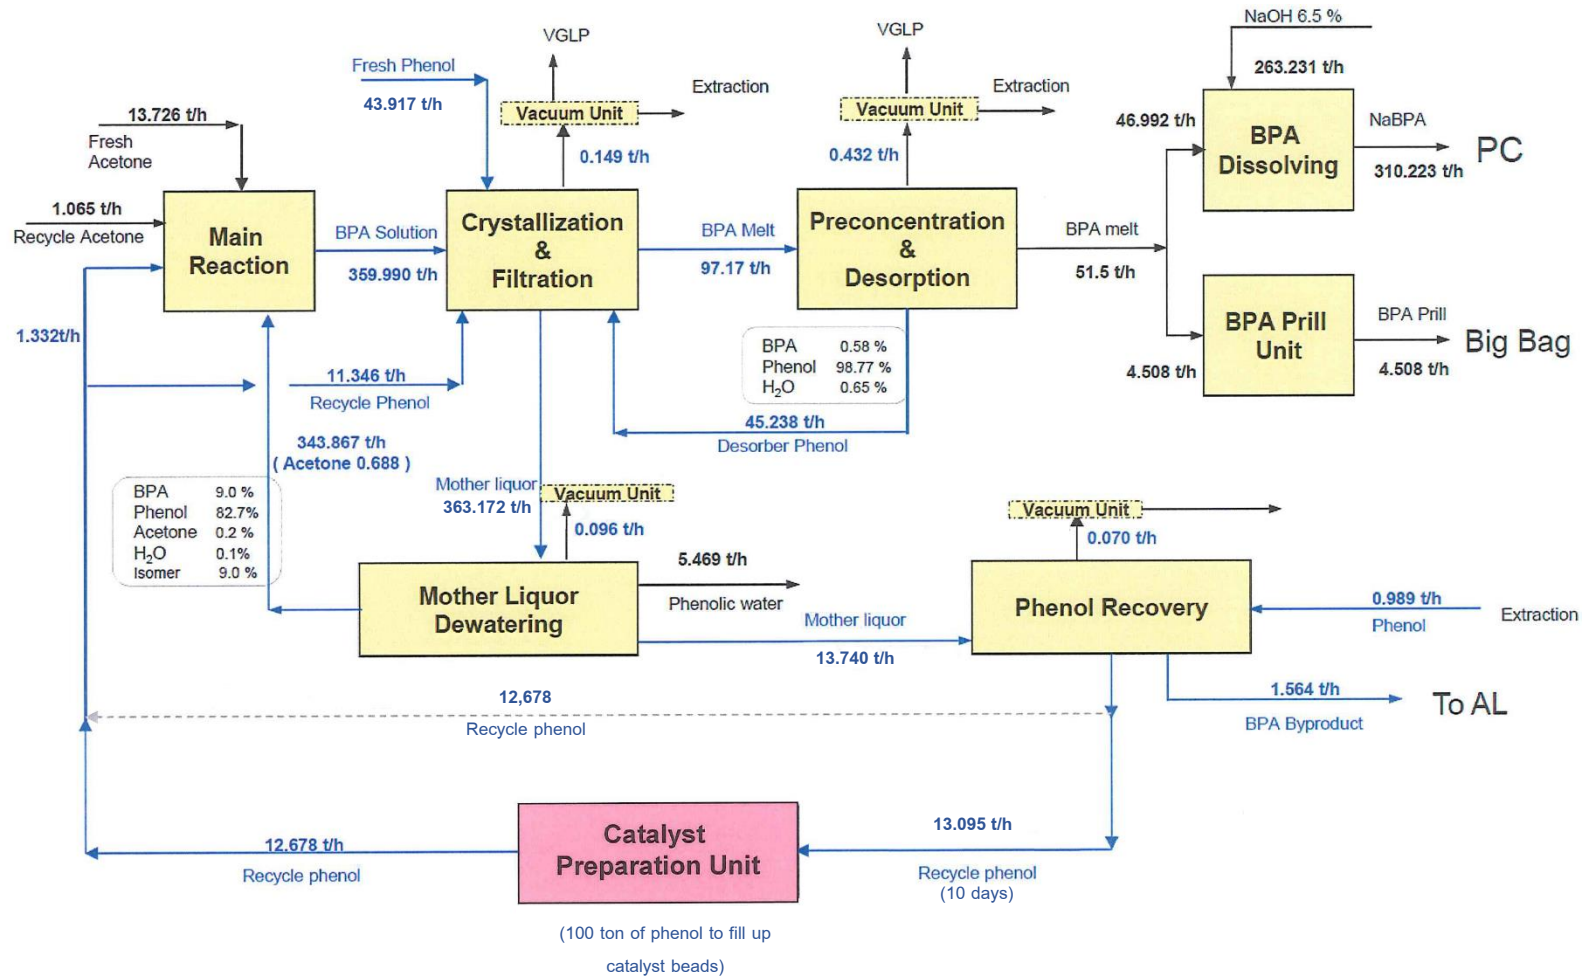 NaOH 6.5 %
263.231 t/h
VGLP
VGLP
Fresh Phenol
43.917 t/h
Extraction
Extraction
Vacuum Unit
Vacuum Unit
0.149 t/h
0.432 t/h
13.726 t/h
Fresh
Acetone
46.992 t/h
BPA
Dissolving
NaBPA
310.223 t/h
PC
1.065 t/h
Recycle Acetone
Main
Reaction
BPA Solution
359.990 t/h
Crystallization
&
Filtration
BPA Melt
97.17 t/h
Preconcentration
&
Desorption
BPA melt
51.5 t/h
1.332t/h
BPA Prill
Unit
4.508 t/h
BPA Prill
4.508 t/h
Big Bag
BPA 0.58 %
Phenol 98.77 %
H2O 0.65 %
11.346 t/h
Recycle Phenol
45.238 t/h
Desorber Phenol
343.867 t/h
( Acetone 0.688 )
BPA 9.0 %
Phenol 82.7%
Acetone 0.2 %
H2O 0.1%
Isomer 9.0 %
Mother liquor
363.172 t/h
Vacuum Unit
0.096 t/h
Vacuum Unit
0.070 t/h
Mother Liquor
Dewatering
5.469 t/h
Phenolic water
Mother liquor
13.740 t/h
Phenol Recovery
0.989 t/h
Phenol
Extraction
1.564 t/h
BPA Byproduct
To AL
12,678
Recycle phenol
Catalyst
Preparation Unit
12.678 t/h
Recycle phenol
13.095 t/h
Recycle phenol
(10 days)
(100 ton of phenol to fill up
catalyst beads)